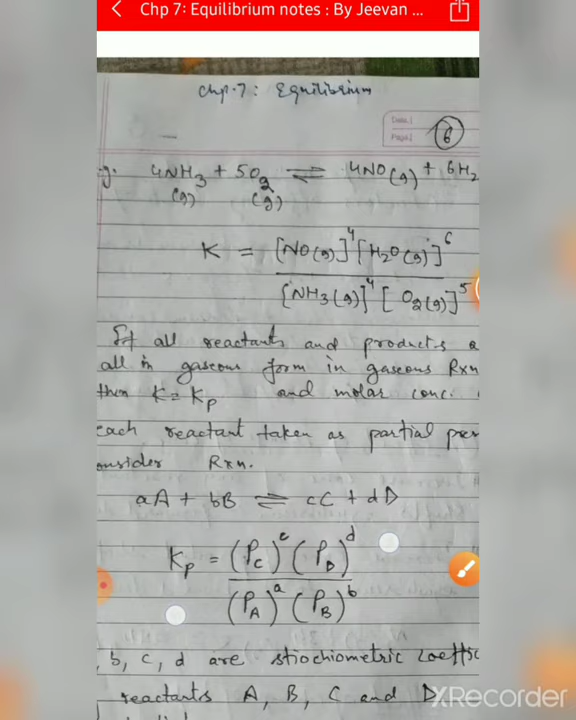 Chp 7: Equilibrium notes : By Jeevan ...
Chp.7: Equilibrium
Date:
Page: 6
.g. 4NH3 + 5O2 ⇌ 4NO(g) + 6H2
(g) (g)
K = [NO(g)]^4 [H2O(g)]^6
[NH3(g)]^4 [O2(g)]^5
If all reactants and products a
all in gaseous form in gaseous Rxn
then K = Kp and molar conc.
each reactant taken as partial pres
onsider Rxn.
aA + bB ⇌ cC + dD
Kp = (PC)^c (PD)^d
(PA)^a (PB)^b
, b, c, d are stiochiometric coeffic
reactants A, B, C and D
XRecorder